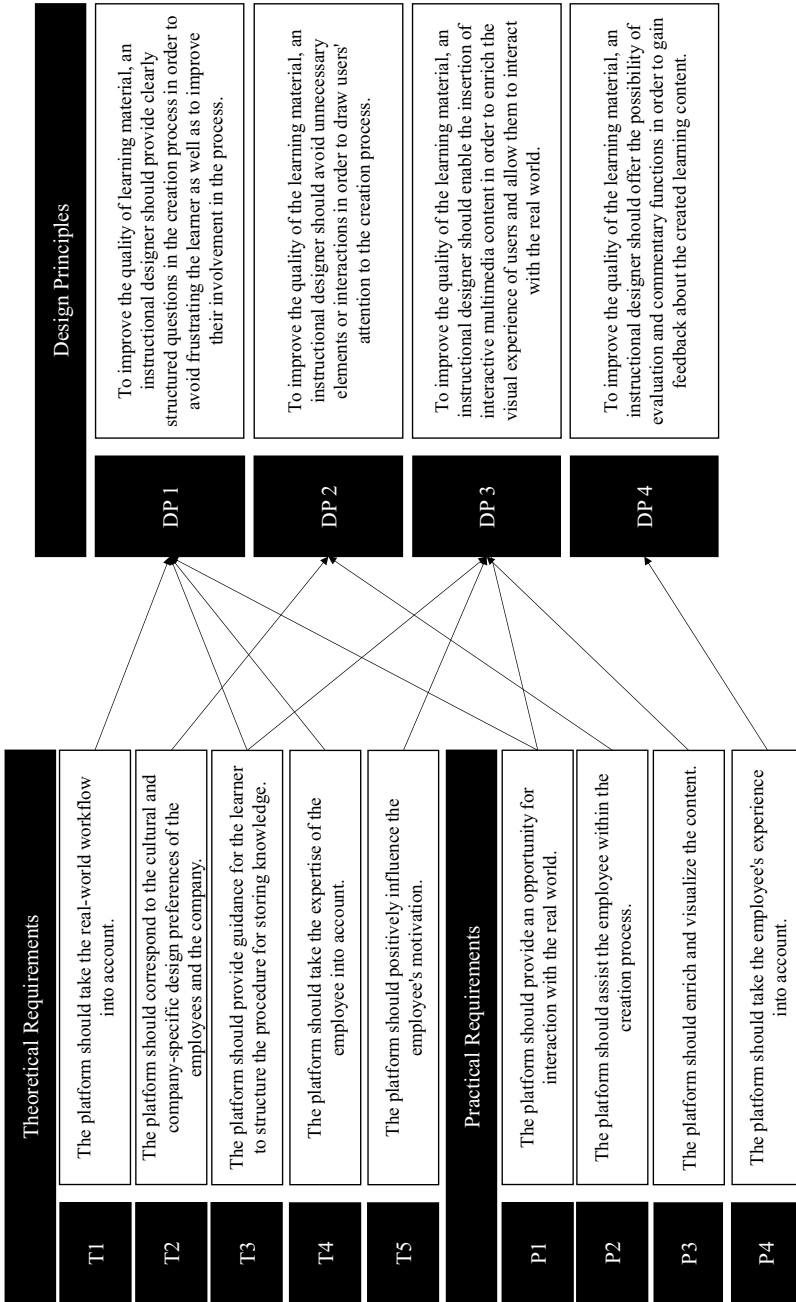 Theoretical Requirements
T1
The platform should take the real-world workflow
into account.
T2
The platform should correspond to the cultural and
company-specific design preferences of the
employees and the company.
T3
The platform should provide guidance for the learner
to structure the procedure for storing knowledge.
T4
The platform should take the expertise of the
employee into account.
T5
The platform should positively influence the
employee's motivation.
Practical Requirements
P1
The platform should provide an opportunity for
interaction with the real world.
P2
The platform should assist the employee within the
creation process.
P3
The platform should enrich and visualize the content.
P4
The platform should take the employee's experience
into account.
Design Principles
DP 1
To improve the quality of learning material, an
instructional designer should provide clearly
structured questions in the creation process in order to
avoid frustrating the learner as well as to improve
their involvement in the process.
DP 2
To improve the quality of the learning material, an
instructional designer should avoid unnecessary
elements or interactions in order to draw users'
attention to the creation process.
DP 3
To improve the quality of the learning material, an
instructional designer should enable the insertion of
interactive multimedia content in order to enrich the
visual experience of users and allow them to interact
with the real world.
DP 4
To improve the quality of the learning material, an
instructional designer should offer the possibility of
evaluation and commentary functions in order to gain
feedback about the created learning content.